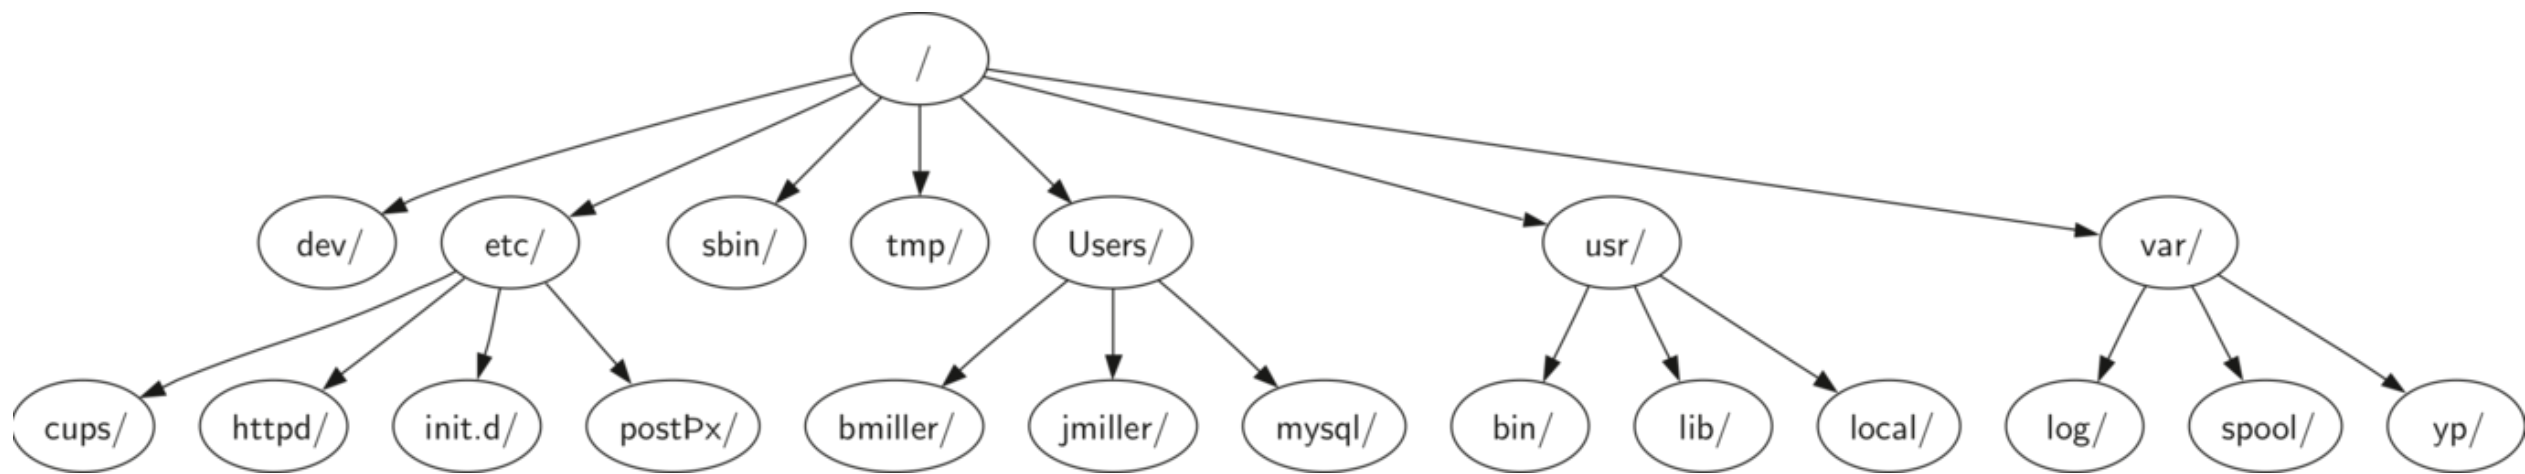 /
dev/ etc/ sbin/ tmp/ Users/ usr/ var/
cups/ httpd/ init.d/ postÞx/ bmiller/ jmiller/ mysql/ bin/ lib/ local/ log/ spool/ yp/